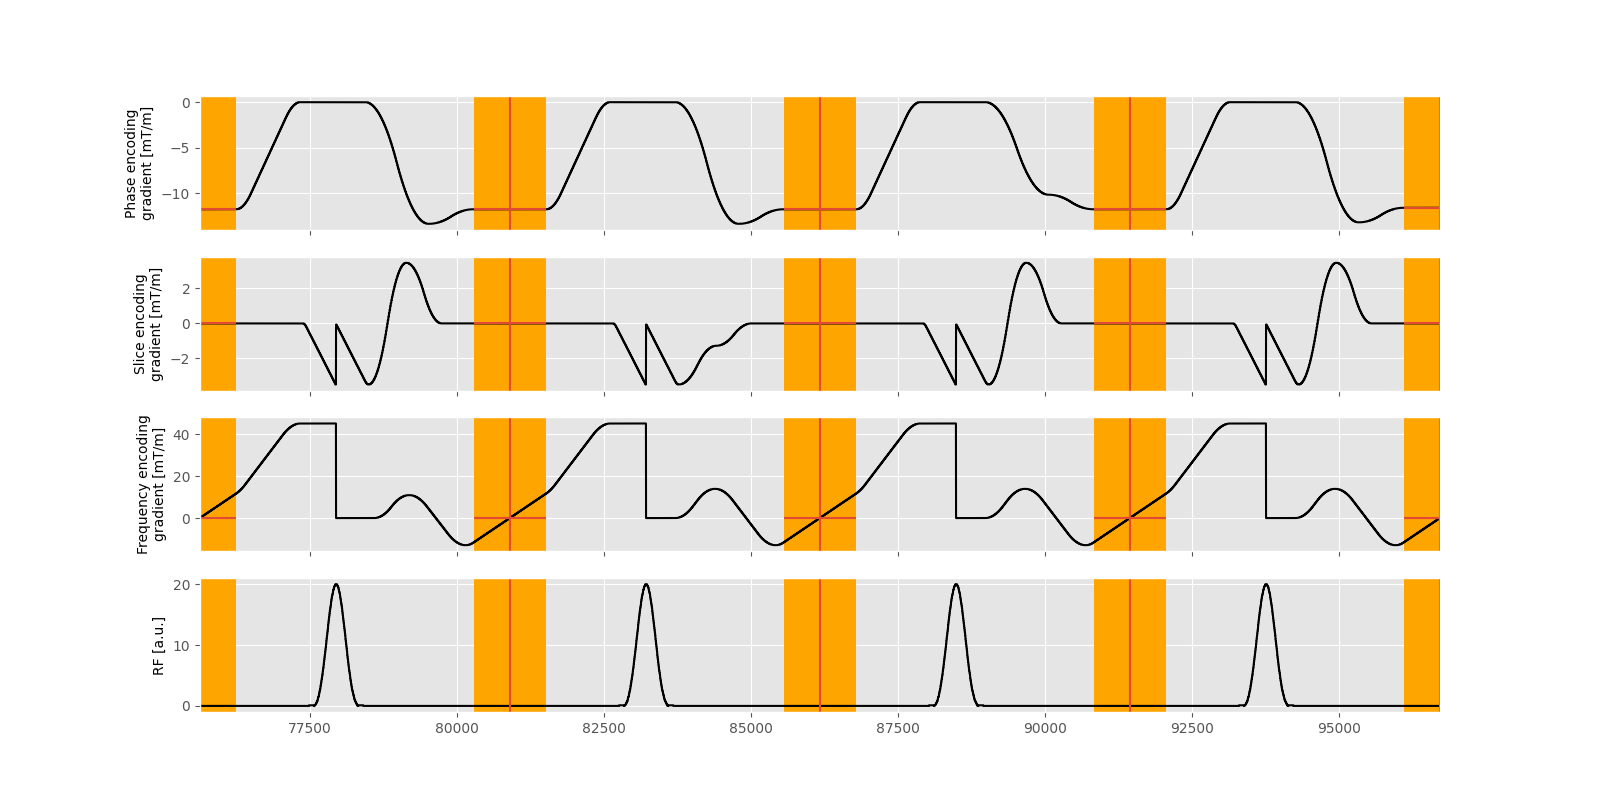 Phase encoding
gradient [mT/m]
0
−5
−10
Slice encoding
gradient [mT/m]
2
0
−2
Frequency encoding
gradient [mT/m]
40
20
0
RF [a.u.]
20
10
0
77500 80000 82500 85000 87500 90000 92500 95000